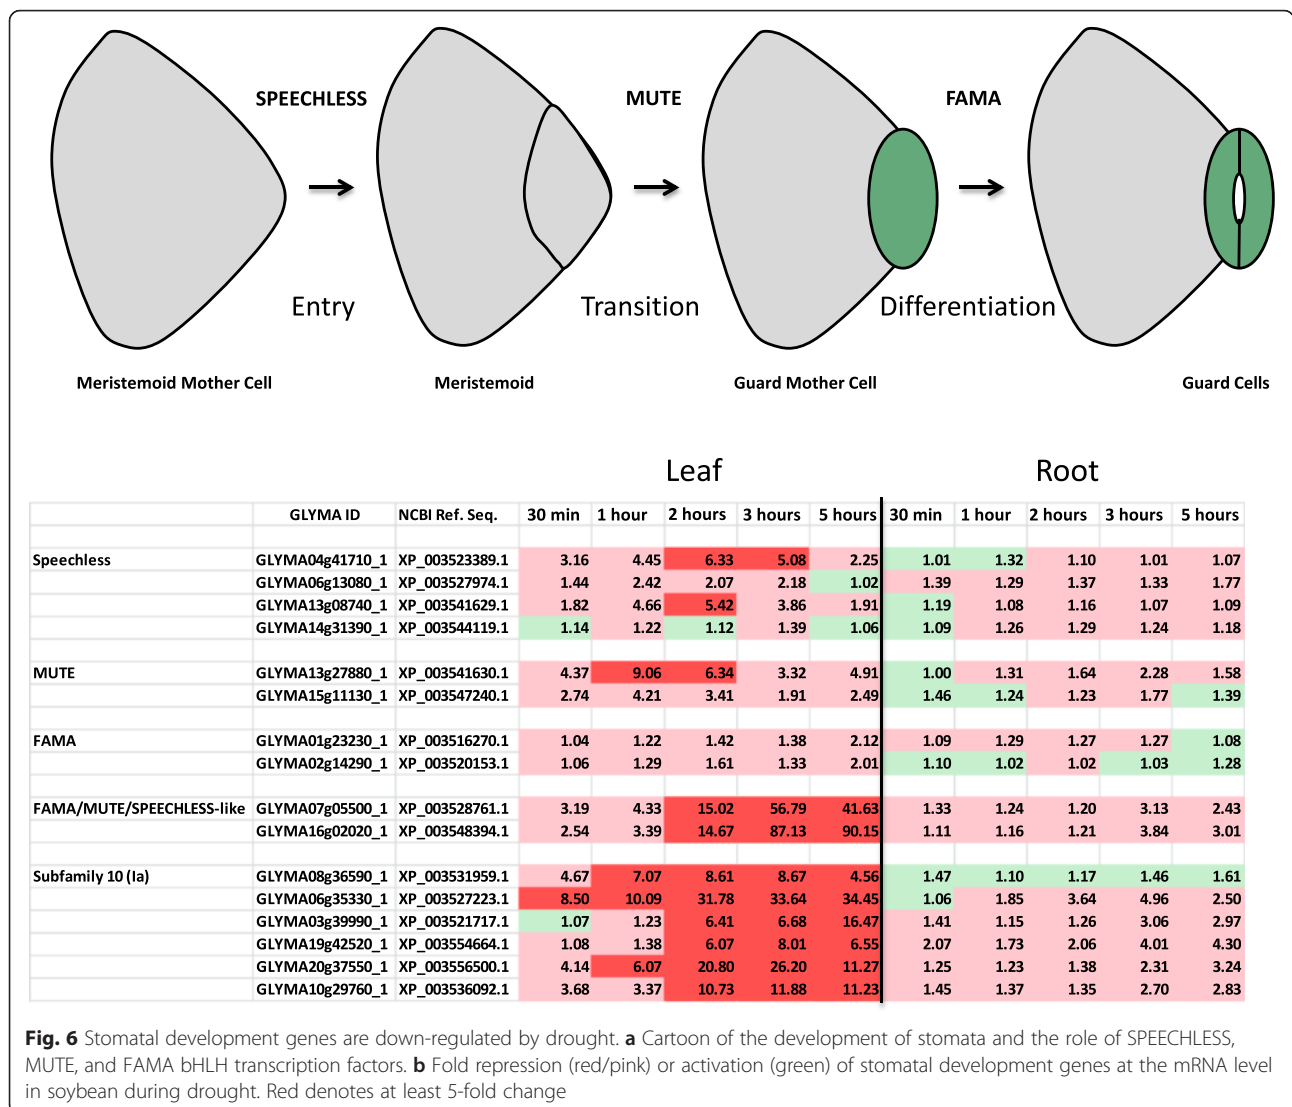 SPEECHLESS MUTE FAMA
Entry Transition Differentiation
Meristemoid Mother Cell Meristemoid Guard Mother Cell Guard Cells
Leaf Root
GLYMA ID NCBI Ref. Seq. 30 min 1 hour 2 hours 3 hours 5 hours 30 min 1 hour 2 hours 3 hours 5 hours
Speechless GLYMA04g41710_1 XP_003523389.1 3.16 4.45 6.33 5.08 2.25 1.01 1.32 1.10 1.01 1.07
GLYMA06g13080_1 XP_003527974.1 1.44 2.42 2.07 2.18 1.02 1.39 1.29 1.37 1.33 1.77
GLYMA13g08740_1 XP_003541629.1 1.82 4.66 5.42 3.86 1.91 1.19 1.08 1.16 1.07 1.09
GLYMA14g31390_1 XP_003544119.1 1.14 1.22 1.12 1.39 1.06 1.09 1.26 1.29 1.24 1.18
MUTE GLYMA13g27880_1 XP_003541630.1 4.37 9.06 6.34 3.32 4.91 1.00 1.31 1.64 2.28 1.58
GLYMA15g11130_1 XP_003547240.1 2.74 4.21 3.41 1.91 2.49 1.46 1.24 1.23 1.77 1.39
FAMA GLYMA01g23230_1 XP_003516270.1 1.04 1.22 1.42 1.38 2.12 1.09 1.29 1.27 1.27 1.08
GLYMA02g14290_1 XP_003520153.1 1.06 1.29 1.61 1.33 2.01 1.10 1.02 1.02 1.03 1.28
FAMA/MUTE/SPEECHLESS-like GLYMA07g05500_1 XP_003528761.1 3.19 4.33 15.02 56.79 41.63 1.33 1.24 1.20 3.13 2.43
GLYMA16g02020_1 XP_003548394.1 2.54 3.39 14.67 87.13 90.15 1.11 1.16 1.21 3.84 3.01
Subfamily 10 (Ia) GLYMA08g36590_1 XP_003531959.1 4.67 7.07 8.61 8.67 4.56 1.47 1.10 1.17 1.46 1.61
GLYMA06g35330_1 XP_003527223.1 8.50 10.09 31.78 33.64 34.45 1.06 1.85 3.64 4.96 2.50
GLYMA03g39990_1 XP_003521717.1 1.07 1.23 6.41 6.68 16.47 1.41 1.15 1.26 3.06 2.97
GLYMA19g42520_1 XP_003554664.1 1.08 1.38 6.07 8.01 6.55 2.07 1.73 2.06 4.01 4.30
GLYMA20g37550_1 XP_003556500.1 4.14 6.07 20.80 26.20 11.27 1.25 1.23 1.38 2.31 3.24
GLYMA10g29760_1 XP_003536092.1 3.68 3.37 10.73 11.88 11.23 1.45 1.37 1.35 2.70 2.83
Fig. 6 Stomatal development genes are down-regulated by drought. a Cartoon of the development of stomata and the role of SPEECHLESS,
MUTE, and FAMA bHLH transcription factors. b Fold repression (red/pink) or activation (green) of stomatal development genes at the mRNA level
in soybean during drought. Red denotes at least 5-fold change